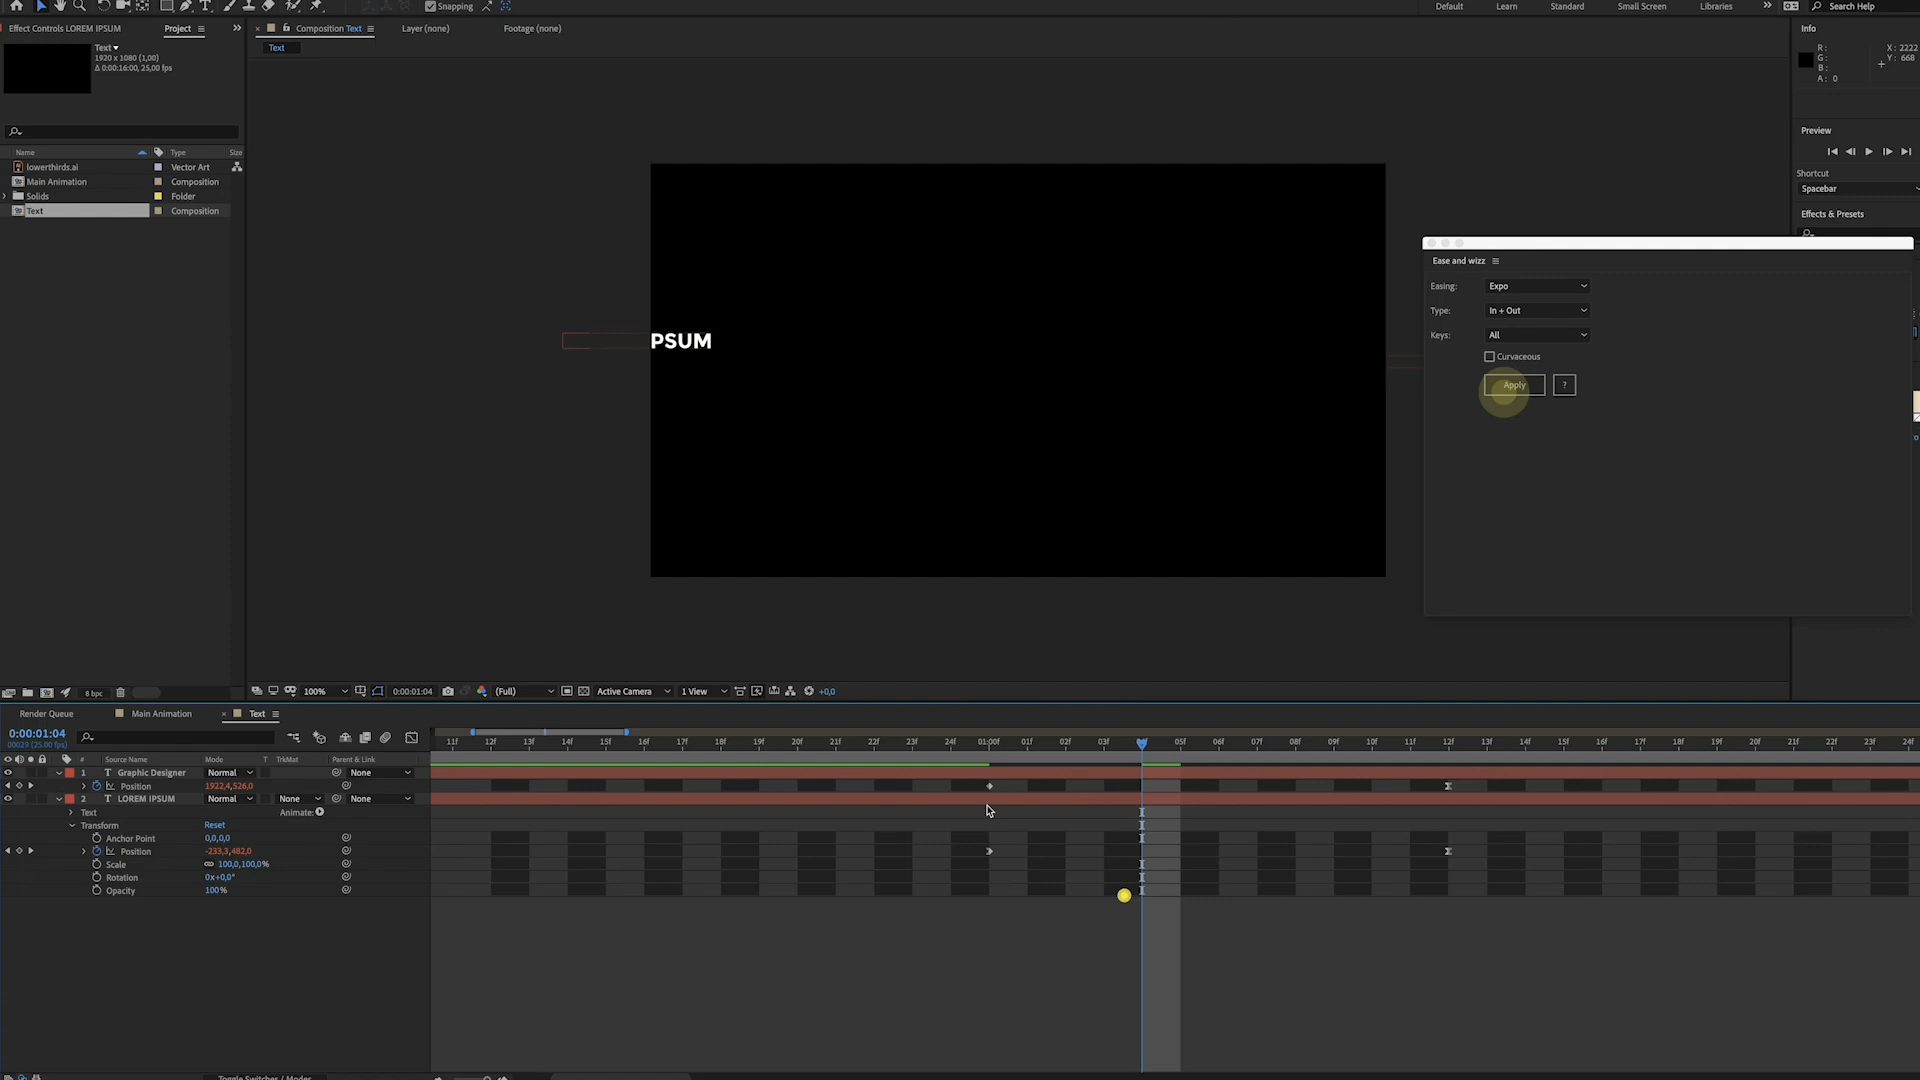 Snapping
Default
Learn
Standard
Small Screen
Libraries
Search Help
Effect Controls LOREM IPSUM
Project
Composition Text
Layer (none)
Footage (none)
Info
Text
Text
1920 x 1080 (1,00)
Δ 0:00:16:00, 25,00 fps
R:
G:
B:
A: 0
X: 2222
Y: 668
Preview
Name
Type
Size
lowerthirds.ai
Vector Art
Main Animation
Composition
Solids
Folder
Text
Composition
Shortcut
Spacebar
Effects & Presets
PSUM
Ease and wizz
Easing:
Expo
Type:
In + Out
Keys:
All
Curvaceous
Apply
?
8 bpc
100%
0:00:01:04
(Full)
Active Camera
1 View
+0,0
Render Queue
Main Animation
Text
0:00:01:04
00029 (25.00 fps)
11f 12f 13f 14f 15f 16f 17f 18f 19f 20f 21f 22f 23f 24f 01:00f 01f 02f 03f 05f 06f 07f 08f 09f 10f 11f 12f 13f 14f 15f 16f 17f 18f 19f 20f 21f 22f 23f 24f
# Source Name Mode T TrkMat Parent & Link
1 T Graphic Designer Normal None
Position 1922,4,526,0
2 T LOREM IPSUM Normal None None
Text Animate:
Transform Reset
Anchor Point 0,0,0,0
Position -233,3,482,0
Scale 100,0,100,0%
Rotation 0x+0,0°
Opacity 100%
Toggle Switches / Modes